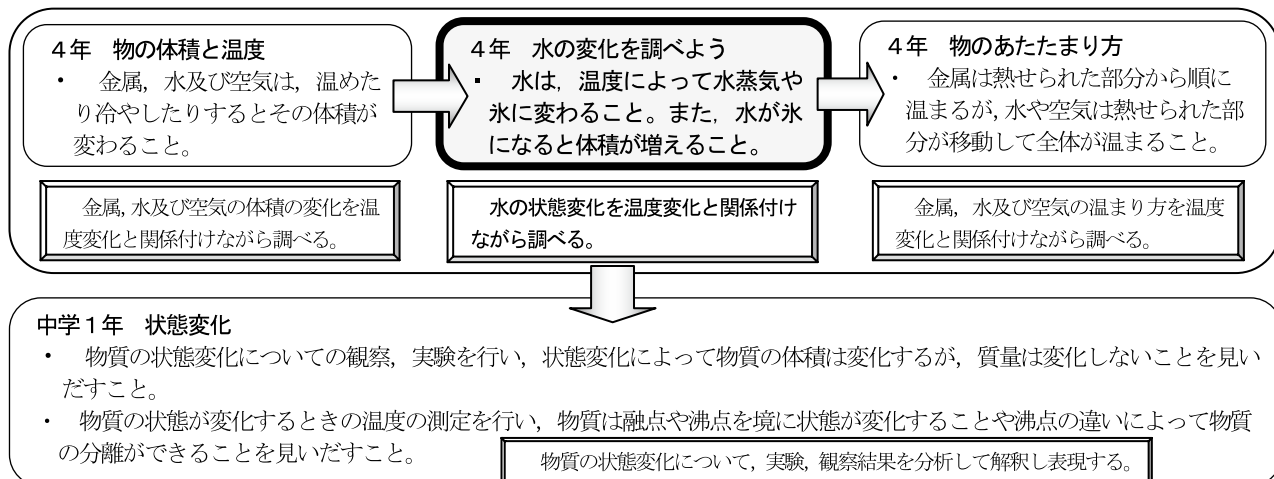 4年　物の体積と温度
・　金属，水及び空気は，温めた
り冷やしたりするとその体積が
変わること。
金属，水及び空気の体積の変化を温
度変化と関係付けながら調べる。
4年　水の変化を調べよう
・　水は，温度によって水蒸気や
氷に変わること。また，水が氷
になると体積が増えること。
水の状態変化を温度変化と関係付け
ながら調べる。
4年　物のあたたまり方
・　金属は熱せられた部分から順に
温まるが，水や空気は熱せられた部
分が移動して全体が温まること。
金属，水及び空気の温まり方を温度
変化と関係付けながら調べる。
中学1年　状態変化
・　物質の状態変化についての観察，実験を行い，状態変化によって物質の体積は変化するが，質量は変化しないことを見い
だすこと。
・　物質の状態が変化するときの温度の測定を行い，物質は融点や沸点を境に状態が変化することや沸点の違いによって物質
の分離ができることを見いだすこと。
物質の状態変化について，実験，観察結果を分析して解釈し表現する。